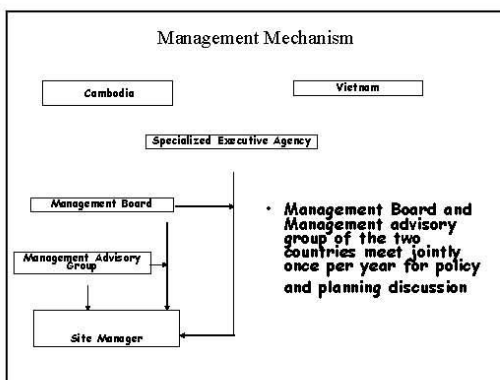 Management Mechanism
Cambodia
Vietnam
Specialized Executive Agency
Management Board
Management Advisory
Group
Site Manager
• Management Board and
Management advisory
group of the two
countries meet jointly
once per year for policy
and planning discussion